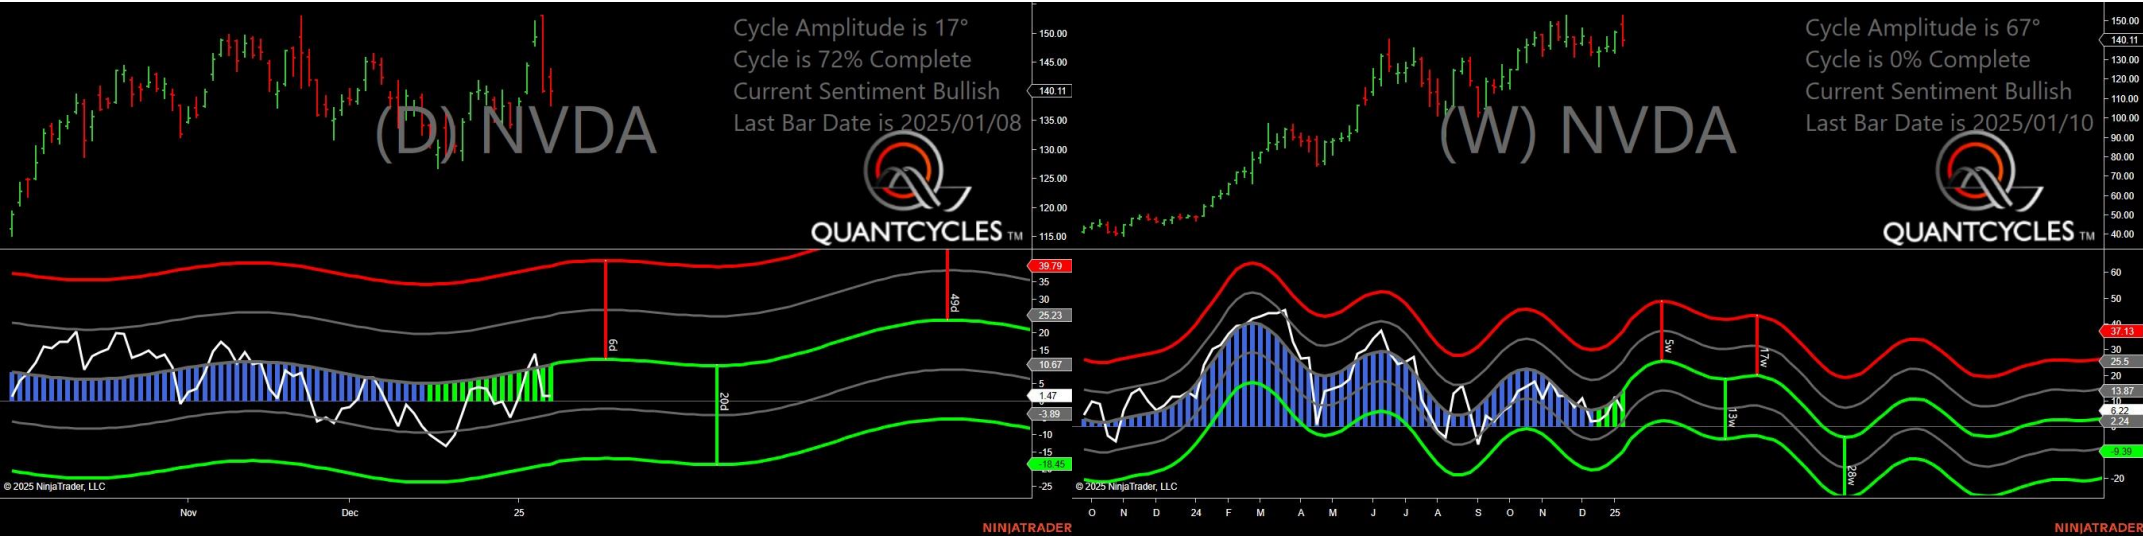 Cycle Amplitude is 17°
Cycle is 72% Complete
Current Sentiment Bullish
Last Bar Date is 2025/01/08
(D) NVDA
QUANTCYCLES TM
150.00
145.00
140.11
135.00
130.00
125.00
120.00
115.00
39.79
35
30
25.23
20
15
10.67
5
1.47
-3.89
-10
-15
-18.45
-25
6d
20d
49d
© 2025 NinjaTrader, LLC
Nov
Dec
25
NINJATRADER
Cycle Amplitude is 67°
Cycle is 0% Complete
Current Sentiment Bullish
Last Bar Date is 2025/01/10
(W) NVDA
QUANTCYCLES TM
150.00
140.11
130.00
120.00
110.00
100.00
90.00
80.00
70.00
60.00
50.00
40.00
60
50
40
37.13
30
25.5
20
13.87
10
6.22
2.24
-9.39
-20
5w
17w
13w
28w
© 2025 NinjaTrader, LLC
O N D 24 F M A M J J A S O N D 25
NINJATRADER